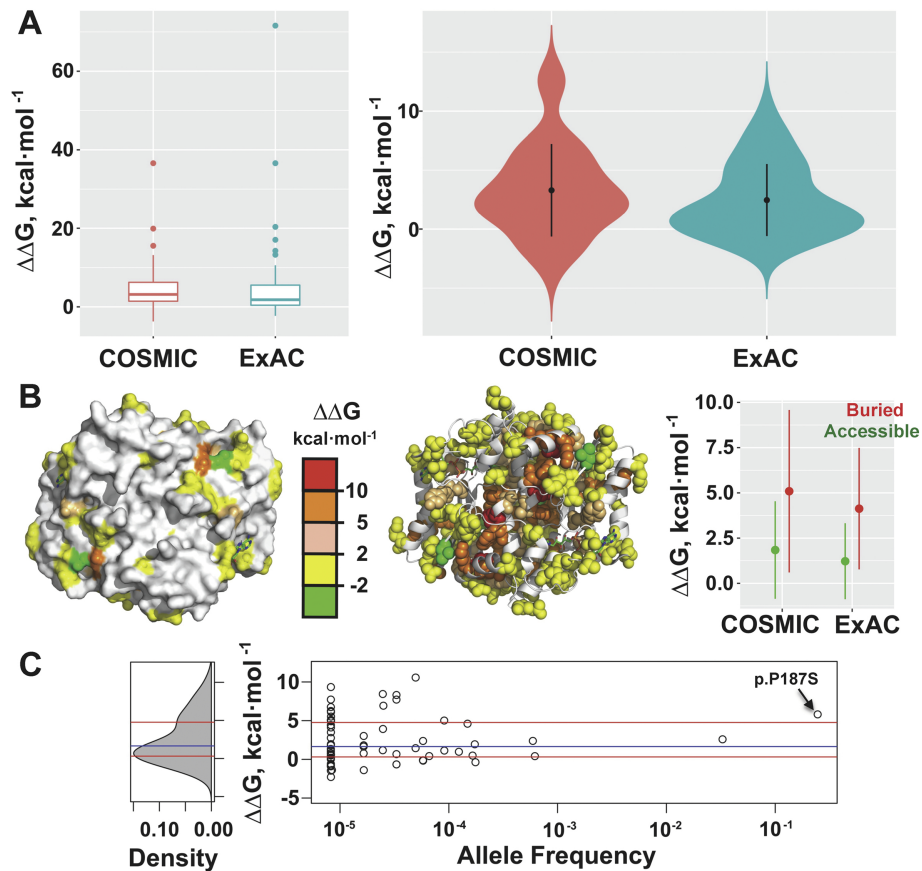 A
ΔΔG, kcal·mol⁻¹
60
40
20
0
COSMIC
ExAC
ΔΔG, kcal·mol⁻¹
10
0
COSMIC
ExAC
B
ΔΔG
kcal·mol⁻¹
10
5
2
-2
ΔΔG, kcal·mol⁻¹
10.0
7.5
5.0
2.5
0.0
Buried
Accessible
COSMIC
ExAC
C
0.10
0.00
Density
ΔΔG, kcal·mol⁻¹
10
5
0
-5
p.P187S
10⁻⁵
10⁻⁴
10⁻³
10⁻²
10⁻¹
Allele Frequency